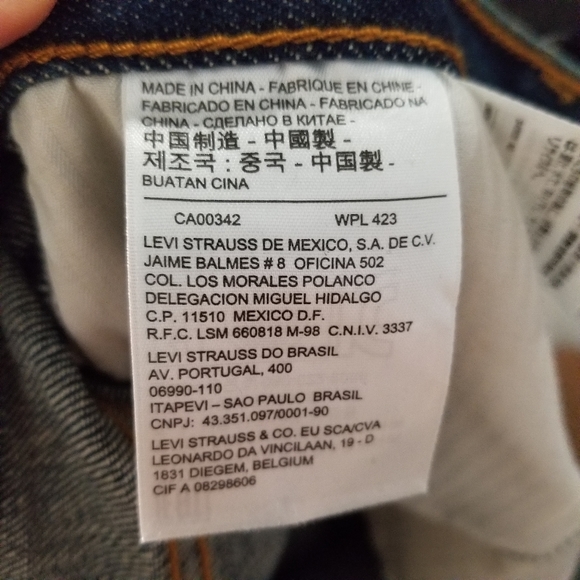 MADE IN CHINA - FABRIQUE EN CHINE -
FABRICADO EN CHINA - FABRICADO NA
CHINA - СДЕЛАНО В КИТАЕ -
中国制造 - 中國製 -
제조국 : 중국 - 中国製 -
BUATAN CINA
CA00342 WPL 423
LEVI STRAUSS DE MEXICO, S.A. DE C.V.
JAIME BALMES # 8 OFICINA 502
COL. LOS MORALES POLANCO
DELEGACION MIGUEL HIDALGO
C.P. 11510 MEXICO D.F.
R.F.C. LSM 660818 M-98 C.N.I.V. 3337
LEVI STRAUSS DO BRASIL
AV. PORTUGAL, 400
06990-110
ITAPEVI – SAO PAULO BRASIL
CNPJ: 43.351.097/0001-90
LEVI STRAUSS & CO. EU SCA/CVA
LEONARDO DA VINCILAAN, 19 - D
1831 DIEGEM, BELGIUM
CIF A 08298606